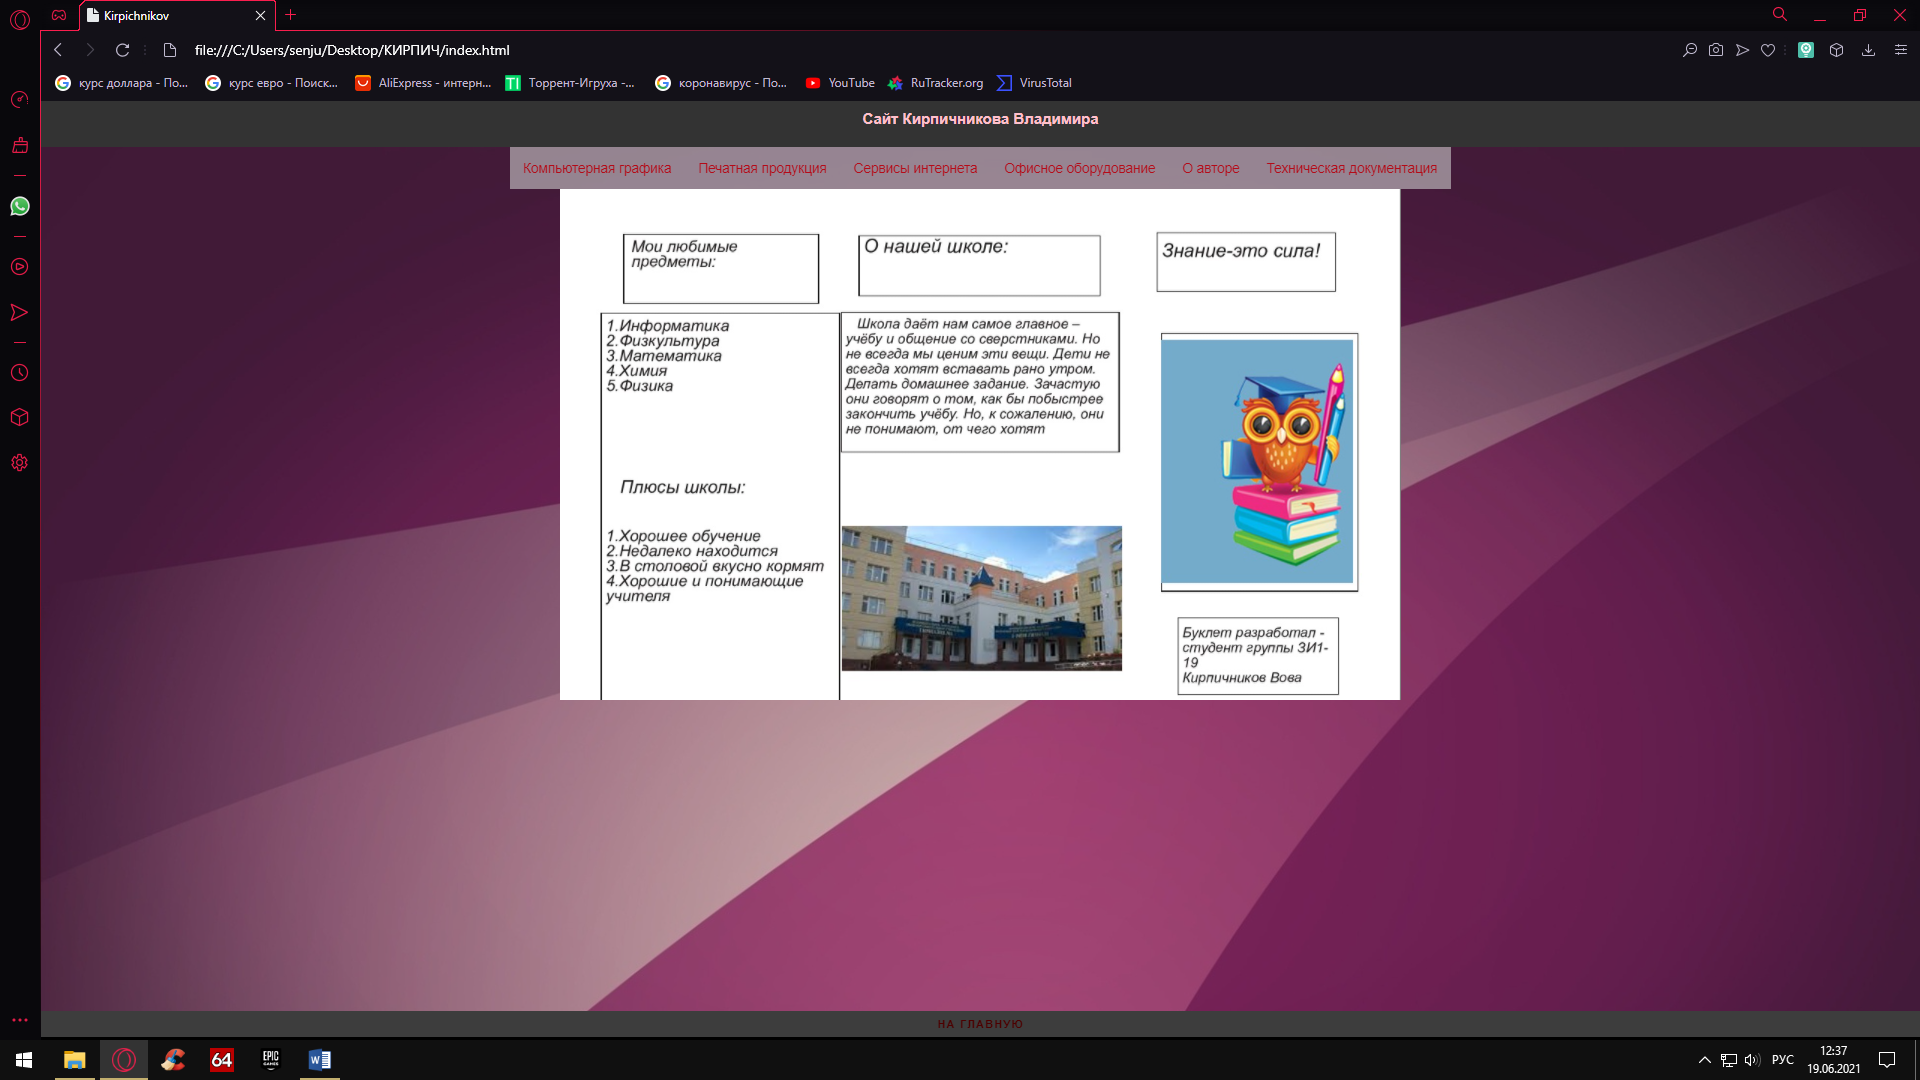 Kirpichnikov
file:///C:/Users/senju/Desktop/КИРПИЧ/index.html
курс доллара - По...
курс евро - Поиск...
AliExpress - интерн...
TI
Торрент-Игруха -...
коронавирус - По...
YouTube
RuTracker.org
VirusTotal
Сайт Кирпичникова Владимира
Компьютерная графика
Печатная продукция
Сервисы интернета
Офисное оборудование
О авторе
Техническая документация
Мои любимые
предметы:
1.Информатика
2.Физкультура
3.Математика
4.Химия
5.Физика
Плюсы школы:
1.Хорошее обучение
2.Недалеко находится
3.В столовой вкусно кормят
4.Хорошие и понимающие
учителя
О нашей школе:
Школа даёт нам самое главное –
учёбу и общение со сверстниками. Но
не всегда мы ценим эти вещи. Дети не
всегда хотят вставать рано утром.
Делать домашнее задание. Зачастую
они говорят о том, как бы побыстрее
закончить учёбу. Но, к сожалению, они
не понимают, от чего хотят
Знание-это сила!
Буклет разработал -
студент группы ЗИ1-
19
Кирпичников Вова
НА ГЛАВНУЮ
64
EPIC
GAMES
W
РУС
12:37
19.06.2021